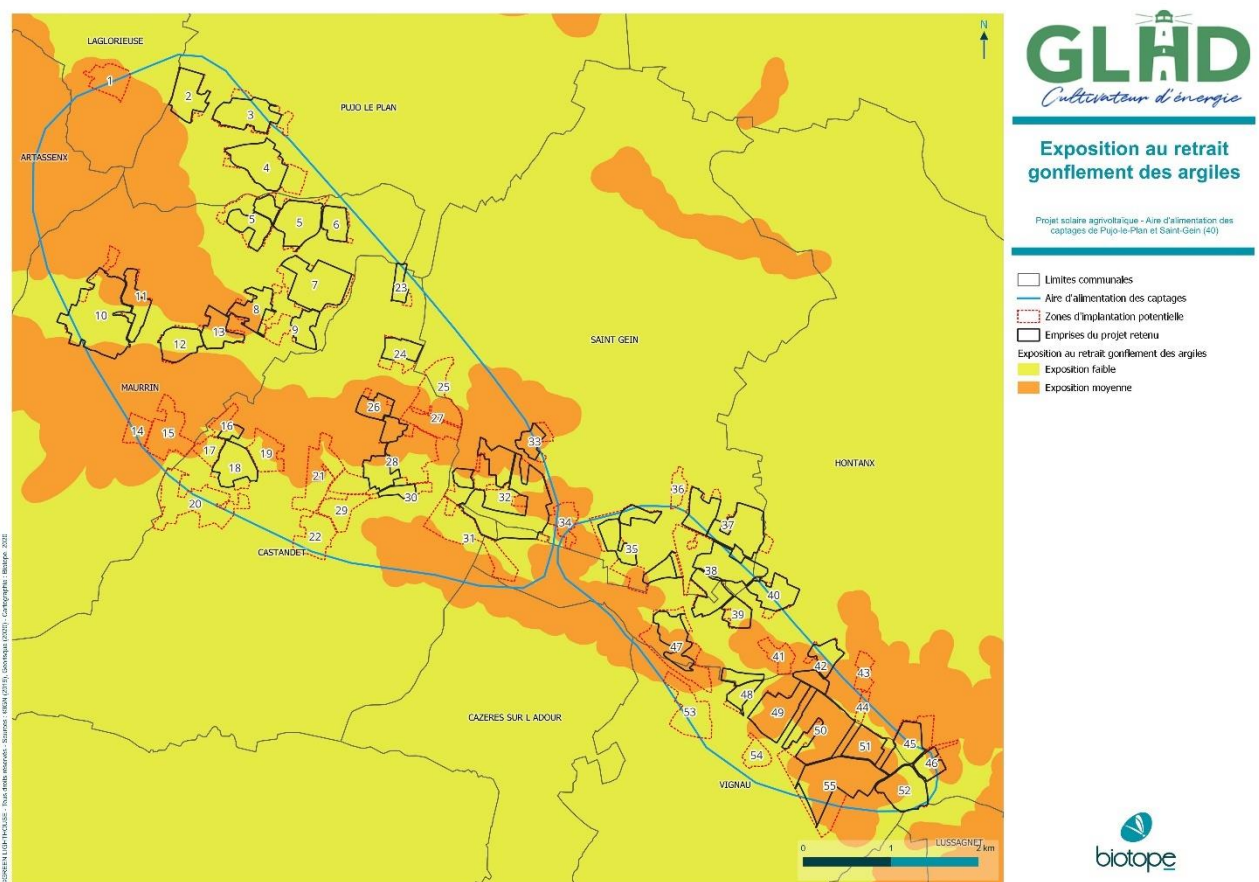 LAGLORIEUSE
PUJO LE PLAN
ARTASSENX
SAINT GEIN
MAURRIN
HONTANX
CASTANDET
CAZERES SUR L ADOUR
VIGNAU
LUSSAGNET
1
2
3
4
5
5
6
7
8
9
10
11
12
13
14
15
16
17
18
19
20
21
22
23
24
25
26
27
28
29
30
31
32
33
34
35
36
37
38
39
40
41
42
43
44
45
46
47
48
49
50
51
52
53
54
55
N
0 1 2 km
GLHD
Cultivateur d'énergie
Exposition au retrait
gonflement des argiles
Projet solaire agrivoltaïque - Aire d'alimentation des
captages de Pujo-le-Plan et Saint-Gein (40)
Limites communales
Aire d'alimentation des captages
Zones d'implantation potentielle
Emprises du projet retenu
Exposition au retrait gonflement des argiles
Exposition faible
Exposition moyenne
biotope